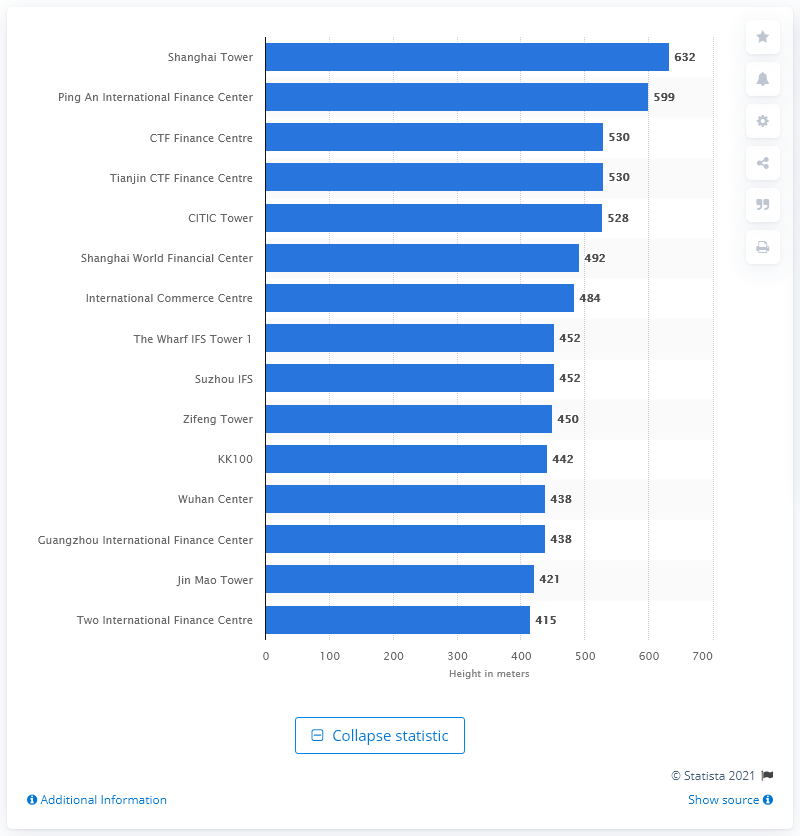 Shanghai Tower 632
Ping An International Finance Center 599
CTF Finance Centre 530
Tianjin CTF Finance Centre 530
CITIC Tower 528
Shanghai World Financial Center 492
International Commerce Centre 484
The Wharf IFS Tower 1 452
Suzhou IFS 452
Zifeng Tower 450
KK100 442
Wuhan Center 438
Guangzhou International Finance Center 438
Jin Mao Tower 421
Two International Finance Centre 415
0 100 200 300 400 500 600 700
Height in meters
Collapse statistic
© Statista 2021
Additional Information
Show source